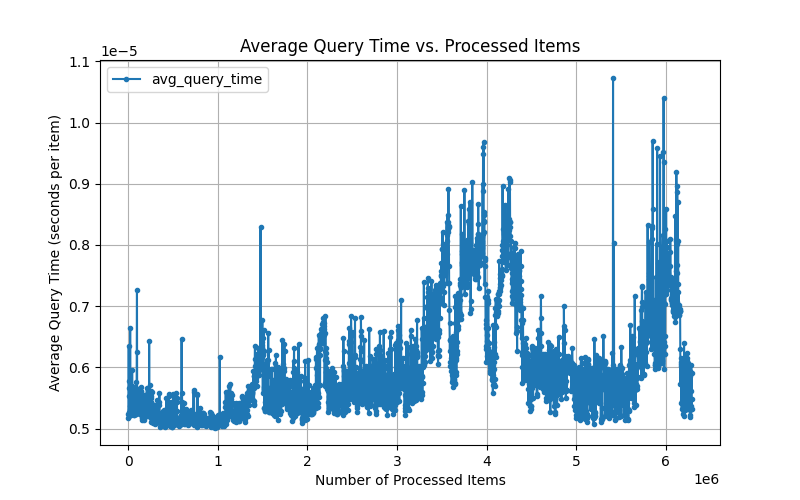 Average Query Time vs. Processed Items
1e−5
avg_query_time
Average Query Time (seconds per item)
1.1
1.0
0.9
0.8
0.7
0.6
0.5
0 1 2 3 4 5 6
1e6
Number of Processed Items